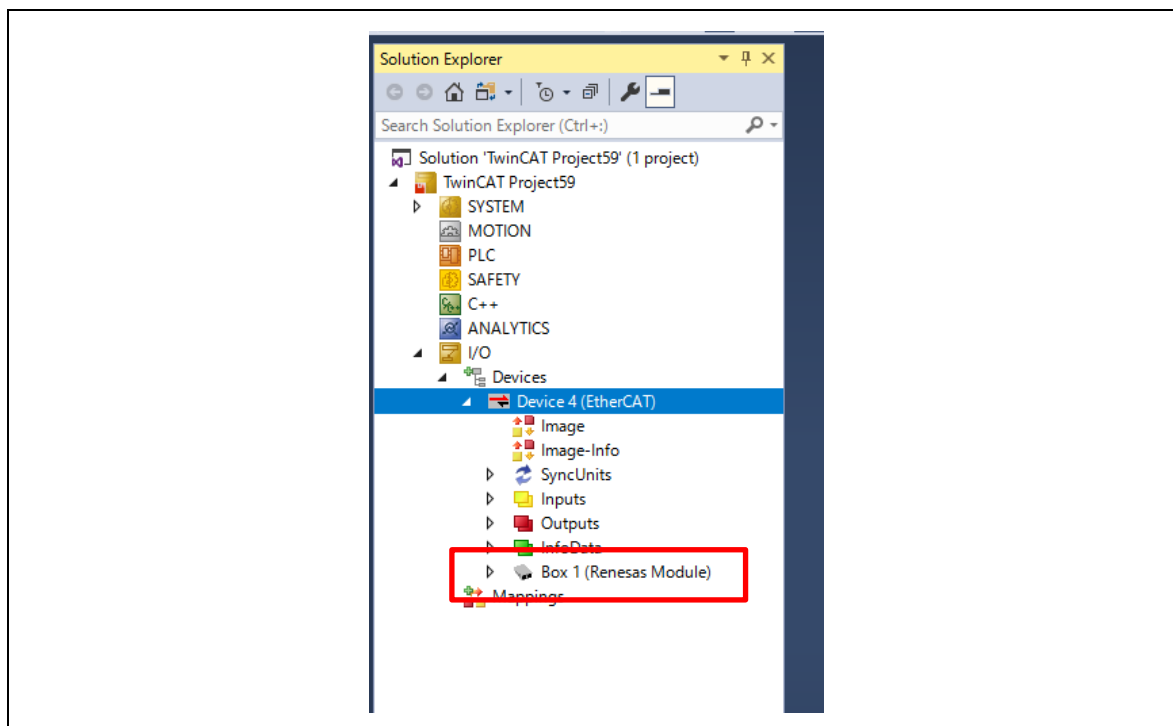 Solution Explorer
Search Solution Explorer (Ctrl+:)
Solution 'TwinCAT Project59' (1 project)
TwinCAT Project59
SYSTEM
MOTION
PLC
SAFETY
C++
ANALYTICS
I/O
Devices
Device 4 (EtherCAT)
Image
Image-Info
SyncUnits
Inputs
Outputs
InfoData
Box 1 (Renesas Module)
Mappings